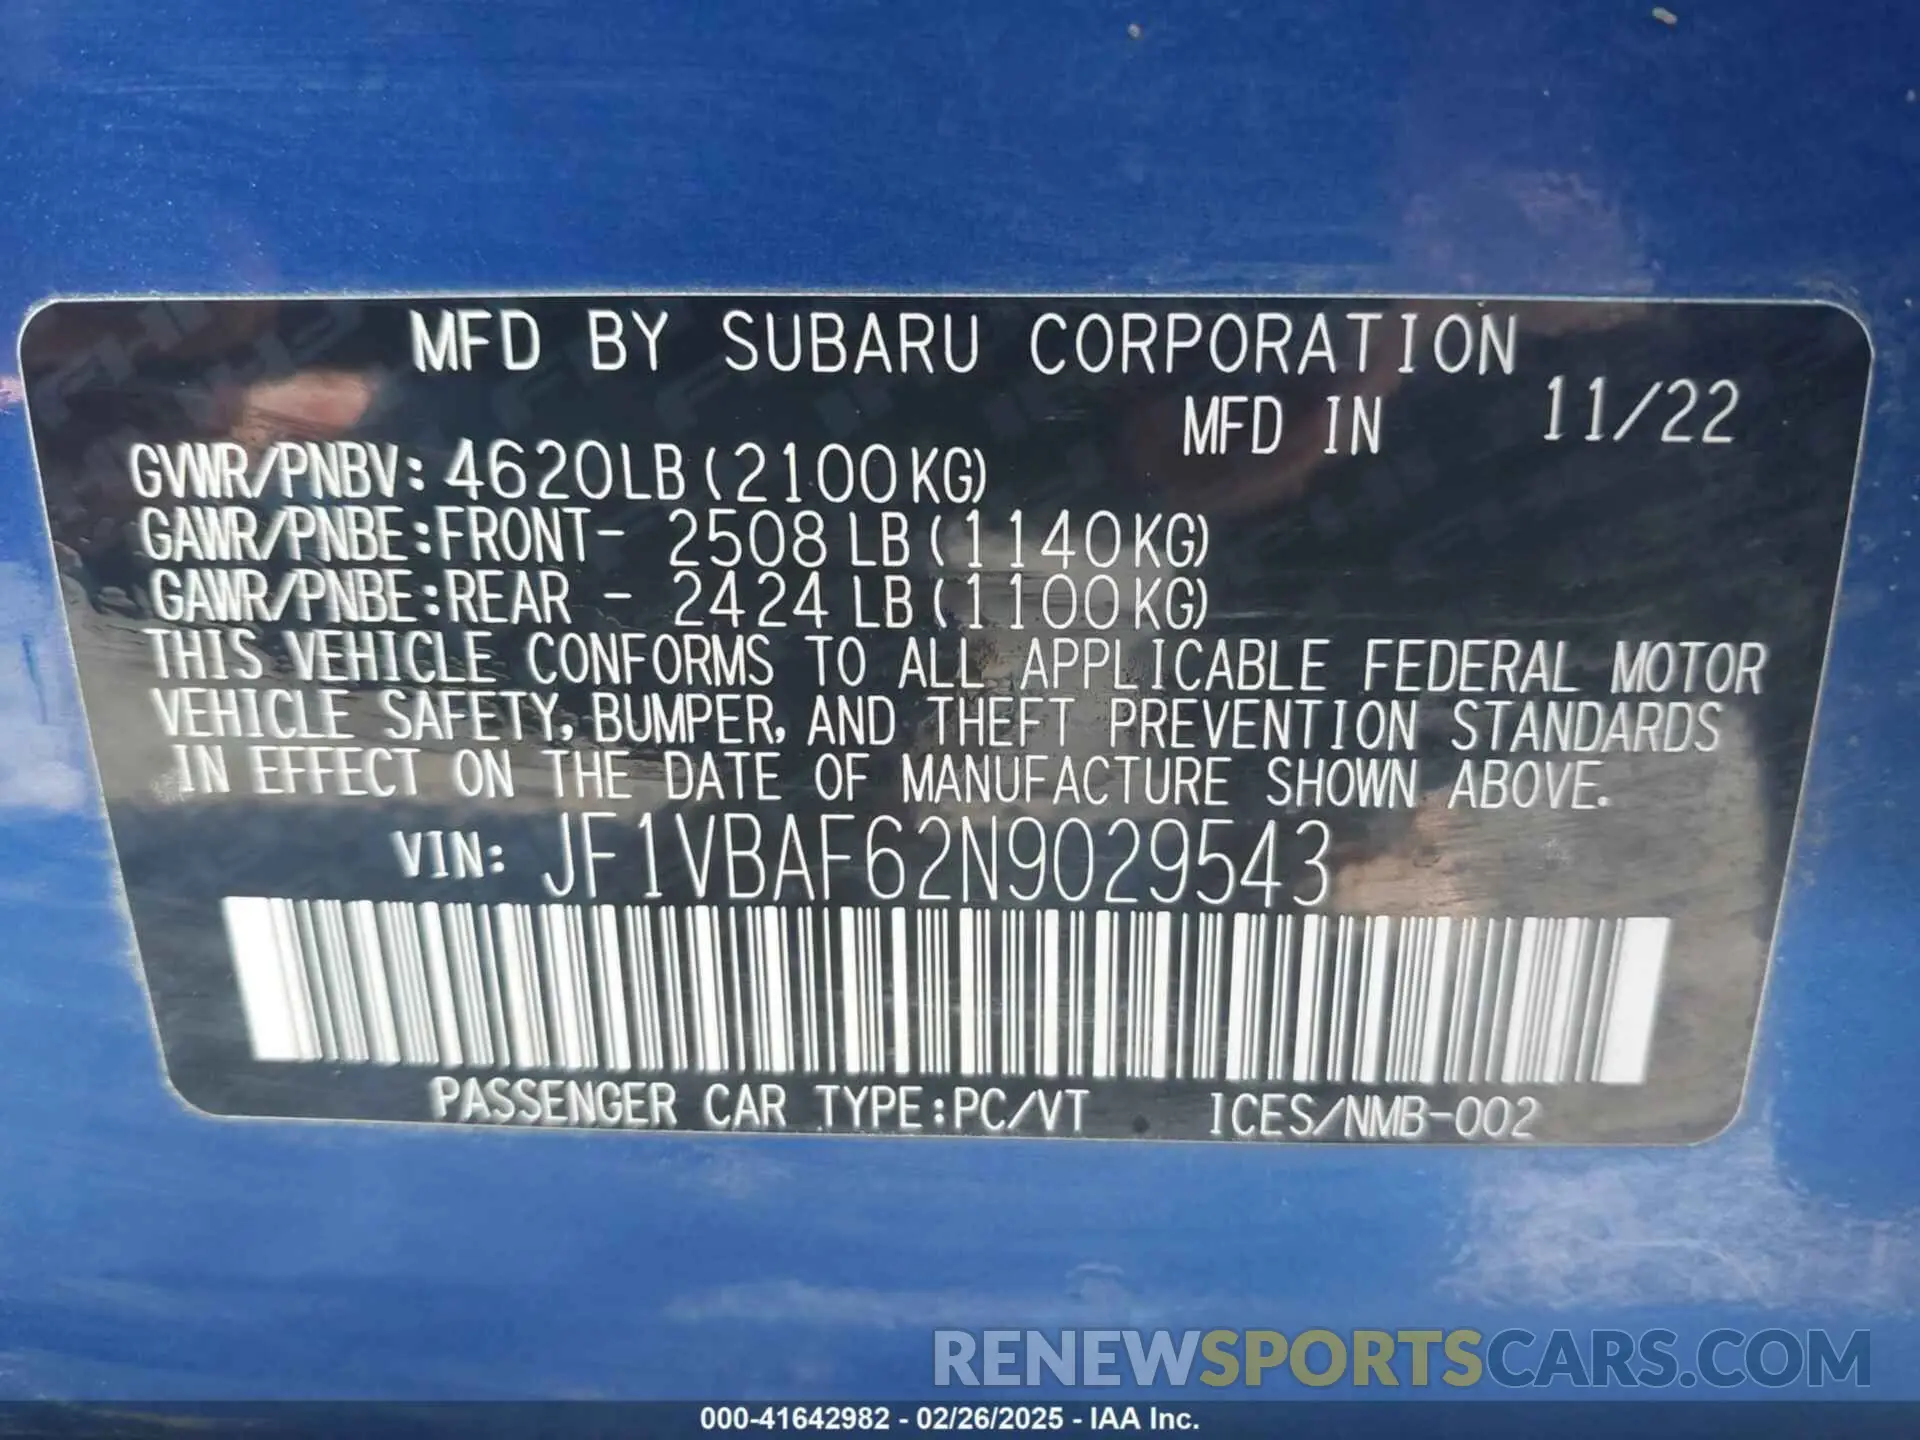 MFD BY SUBARU CORPORATION
MFD IN 11/22
GVWR/PNBV: 4620LB (2100KG)
GAWR/PNBE:FRONT- 2508 LB (1140KG)
GAWR/PNBE:REAR - 2424 LB (1100KG)
THIS VEHICLE CONFORMS TO ALL APPLICABLE FEDERAL MOTOR
VEHICLE SAFETY, BUMPER, AND THEFT PREVENTION STANDARDS
IN EFFECT ON THE DATE OF MANUFACTURE SHOWN ABOVE.
VIN: JF1VBAF62N9029543
PASSENGER CAR TYPE:PC/VT ICES/NMB-002
RENEWSPORTSCARS.COM
000-41642982 - 02/26/2025 - IAA Inc.